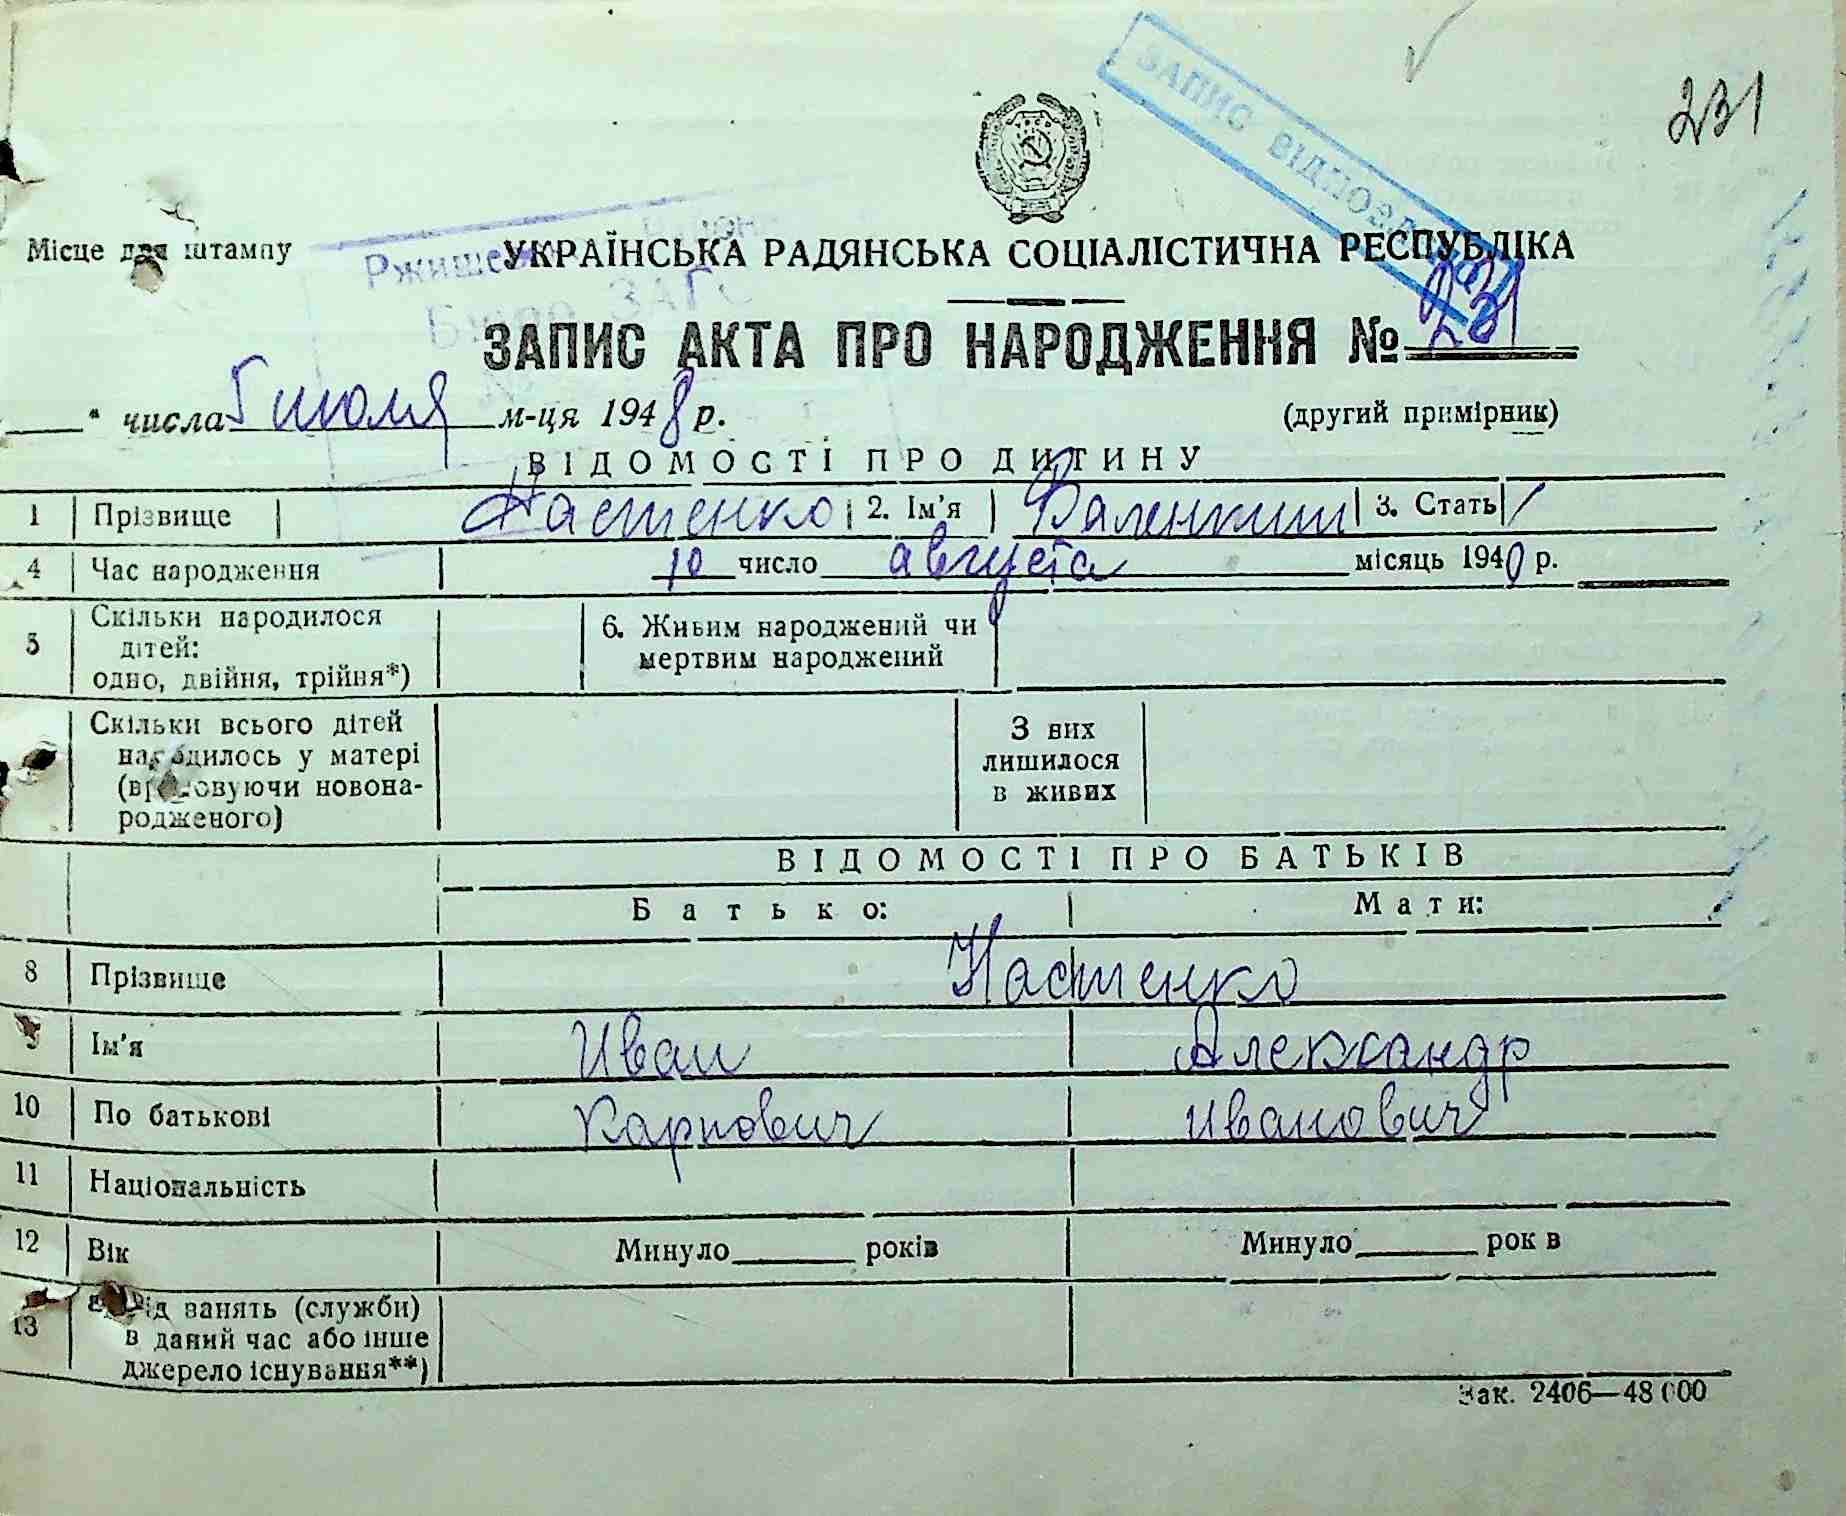 231
ЗАПИС ВІДПОВІД
Місце для штампу
Ржищев
Бюро ЗАГС
УКРАЇНСЬКА РАДЯНСЬКА СОЦІАЛІСТИЧНА РЕСПУБЛІКА
ЗАПИС АКТА ПРО НАРОДЖЕННЯ № 231
" числа 5 июля м-ця 1948 р. (другий примірник)
ВІДОМОСТІ ПРО ДИТИНУ
1 Прізвище Настенко 2. Ім'я Валентин 3. Стать
4 Час народження 10 число августа місяць 1940 р.
5 Скільки народилося дітей: одно, двійня, трійня*) 6. Живим народжений чи мертвим народжений
Скільки всього дітей народилось у матері (враховуючи новонародженого) З них лишилося в живих
ВІДОМОСТІ ПРО БАТЬКІВ
Батько: Мати:
8 Прізвище Настенко
9 Ім'я Иван Александр
10 По батькові Карпович Иванович
11 Національність
12 Вік Минуло років Минуло рок в
13 Рід занять (служби) в даний час або інше джерело існування**)
Зак. 2406—48 000